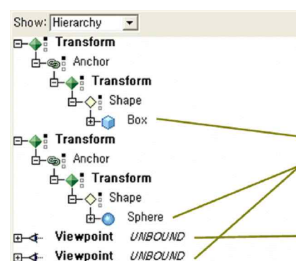 Show: Hierarchy
Transform
Anchor
Transform
Shape
Box
Transform
Anchor
Transform
Shape
Sphere
Viewpoint UNBOUND
Viewpoint UNBOUND